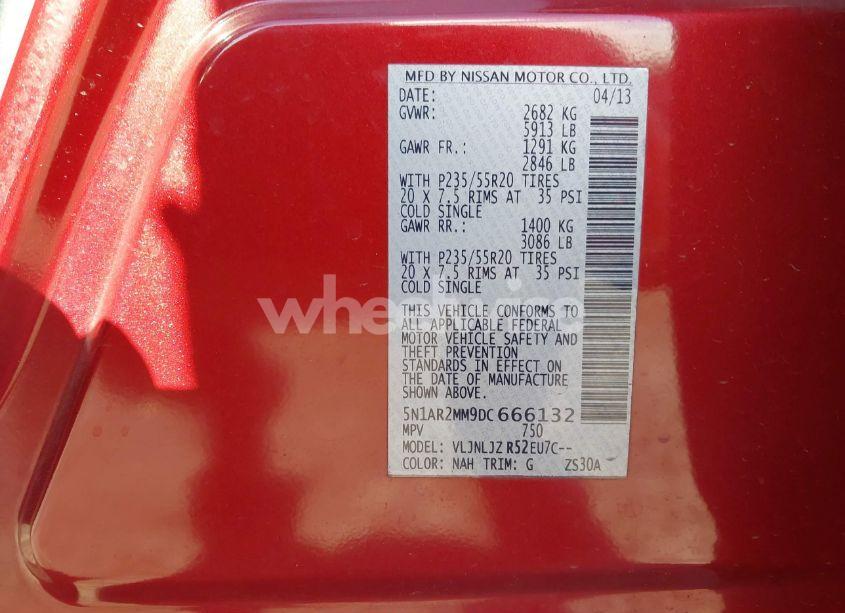 MFD BY NISSAN MOTOR CO., LTD.
DATE: 04/13
GVWR: 2682 KG
5913 LB
GAWR FR.: 1291 KG
2846 LB
WITH P235/55R20 TIRES
20 X 7.5 RIMS AT 35 PSI
COLD SINGLE
GAWR RR.: 1400 KG
3086 LB
WITH P235/55R20 TIRES
20 X 7.5 RIMS AT 35 PSI
COLD SINGLE
THIS VEHICLE CONFORMS TO
ALL APPLICABLE FEDERAL
MOTOR VEHICLE SAFETY AND
THEFT PREVENTION
STANDARDS IN EFFECT ON
THE DATE OF MANUFACTURE
SHOWN ABOVE.
5N1AR2MM9DC666132
MPV 750
MODEL: VLJNLJZ R52EU7C--
COLOR: NAH TRIM: G ZS30A